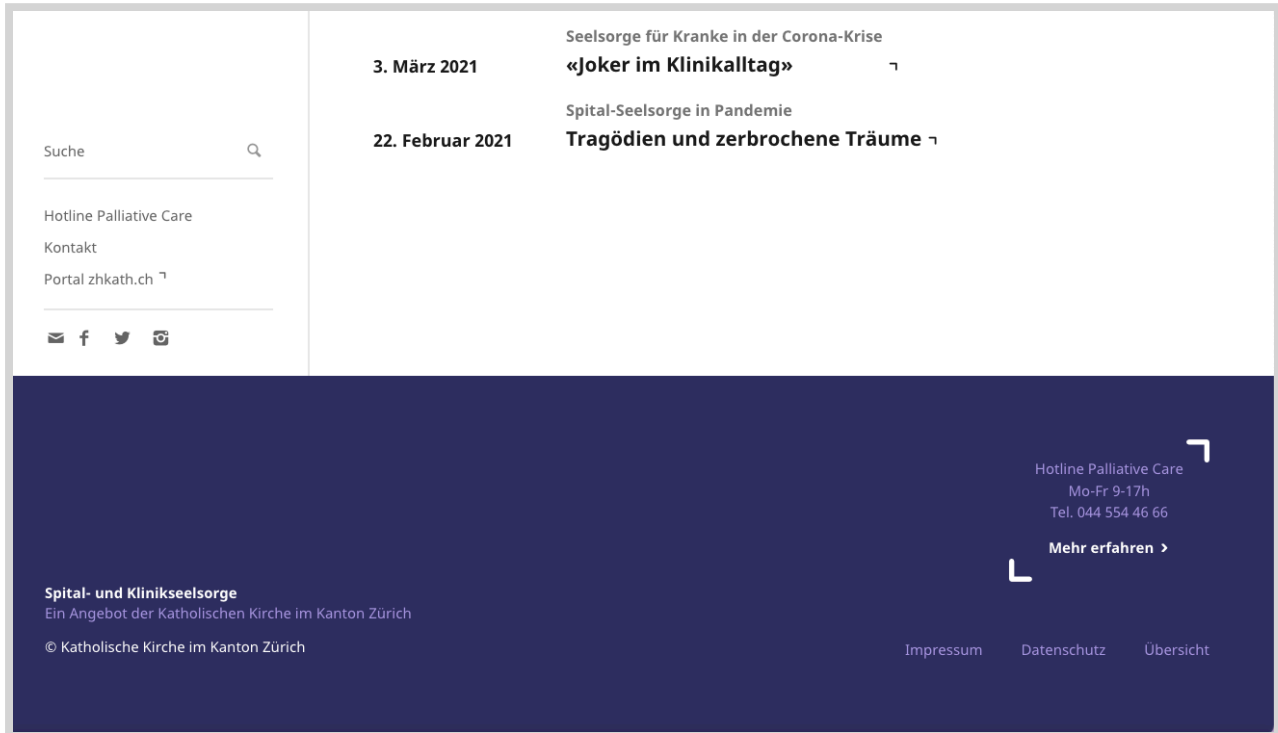 Suche
Hotline Palliative Care
Kontakt
Portal zhkath.ch
Seelsorge für Kranke in der Corona-Krise
3. März 2021 «Joker im Klinikalltag»
Spital-Seelsorge in Pandemie
22. Februar 2021 Tragödien und zerbrochene Träume
Hotline Palliative Care
Mo-Fr 9-17h
Tel. 044 554 46 66
Mehr erfahren ›
Spital- und Klinikseelsorge
Ein Angebot der Katholischen Kirche im Kanton Zürich
© Katholische Kirche im Kanton Zürich
Impressum Datenschutz Übersicht